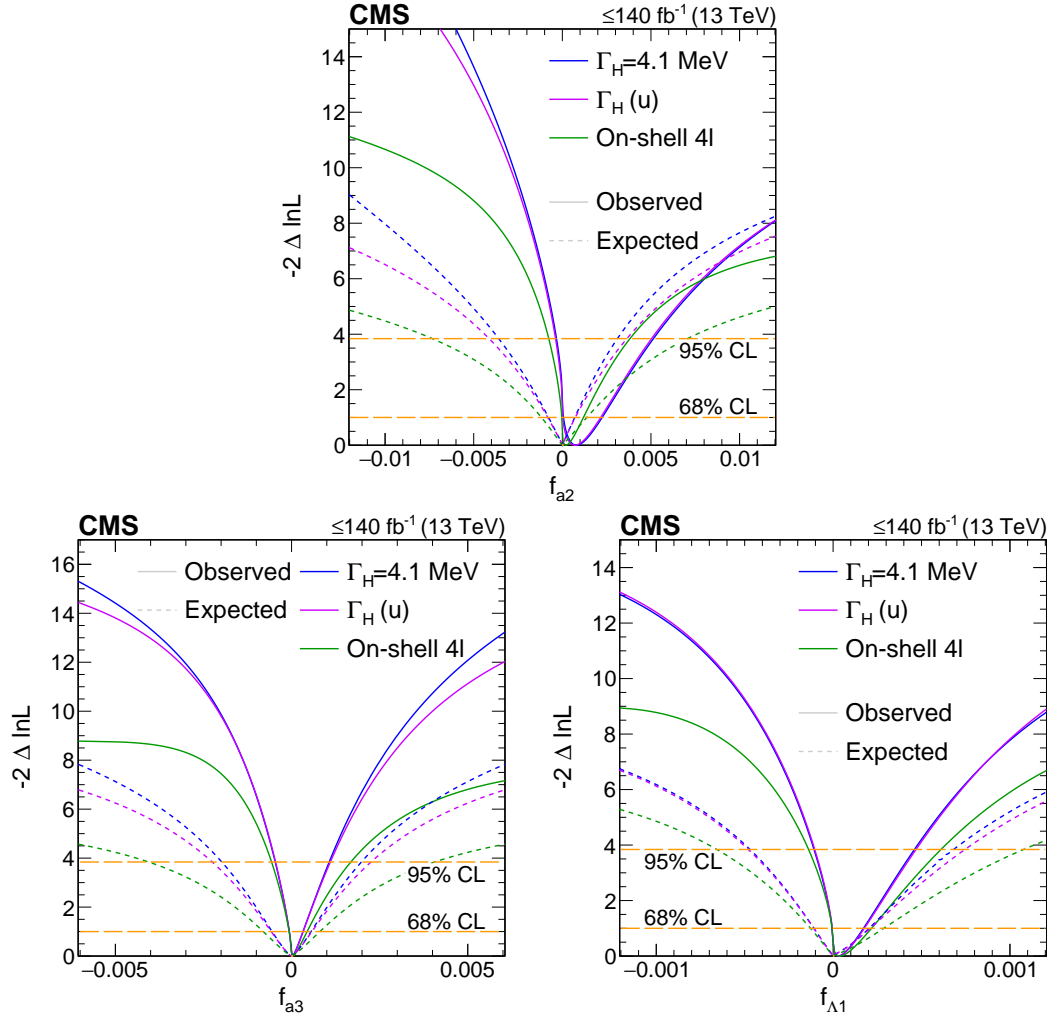 CMS ≤140 fb⁻¹ (13 TeV)
-2 Δ lnL
14
12
10
8
6
4
2
0
Γ_H=4.1 MeV
Γ_H (u)
On-shell 4l
Observed
Expected
95% CL
68% CL
−0.01 −0.005 0 0.005 0.01
f_a2
CMS ≤140 fb⁻¹ (13 TeV)
-2 Δ lnL
16
14
12
10
8
6
4
2
0
Observed Γ_H=4.1 MeV
Expected Γ_H (u)
On-shell 4l
95% CL
68% CL
−0.005 0 0.005
f_a3
CMS ≤140 fb⁻¹ (13 TeV)
-2 Δ lnL
14
12
10
8
6
4
2
0
Γ_H=4.1 MeV
Γ_H (u)
On-shell 4l
Observed
Expected
95% CL
68% CL
−0.001 0 0.001
f_Λ1